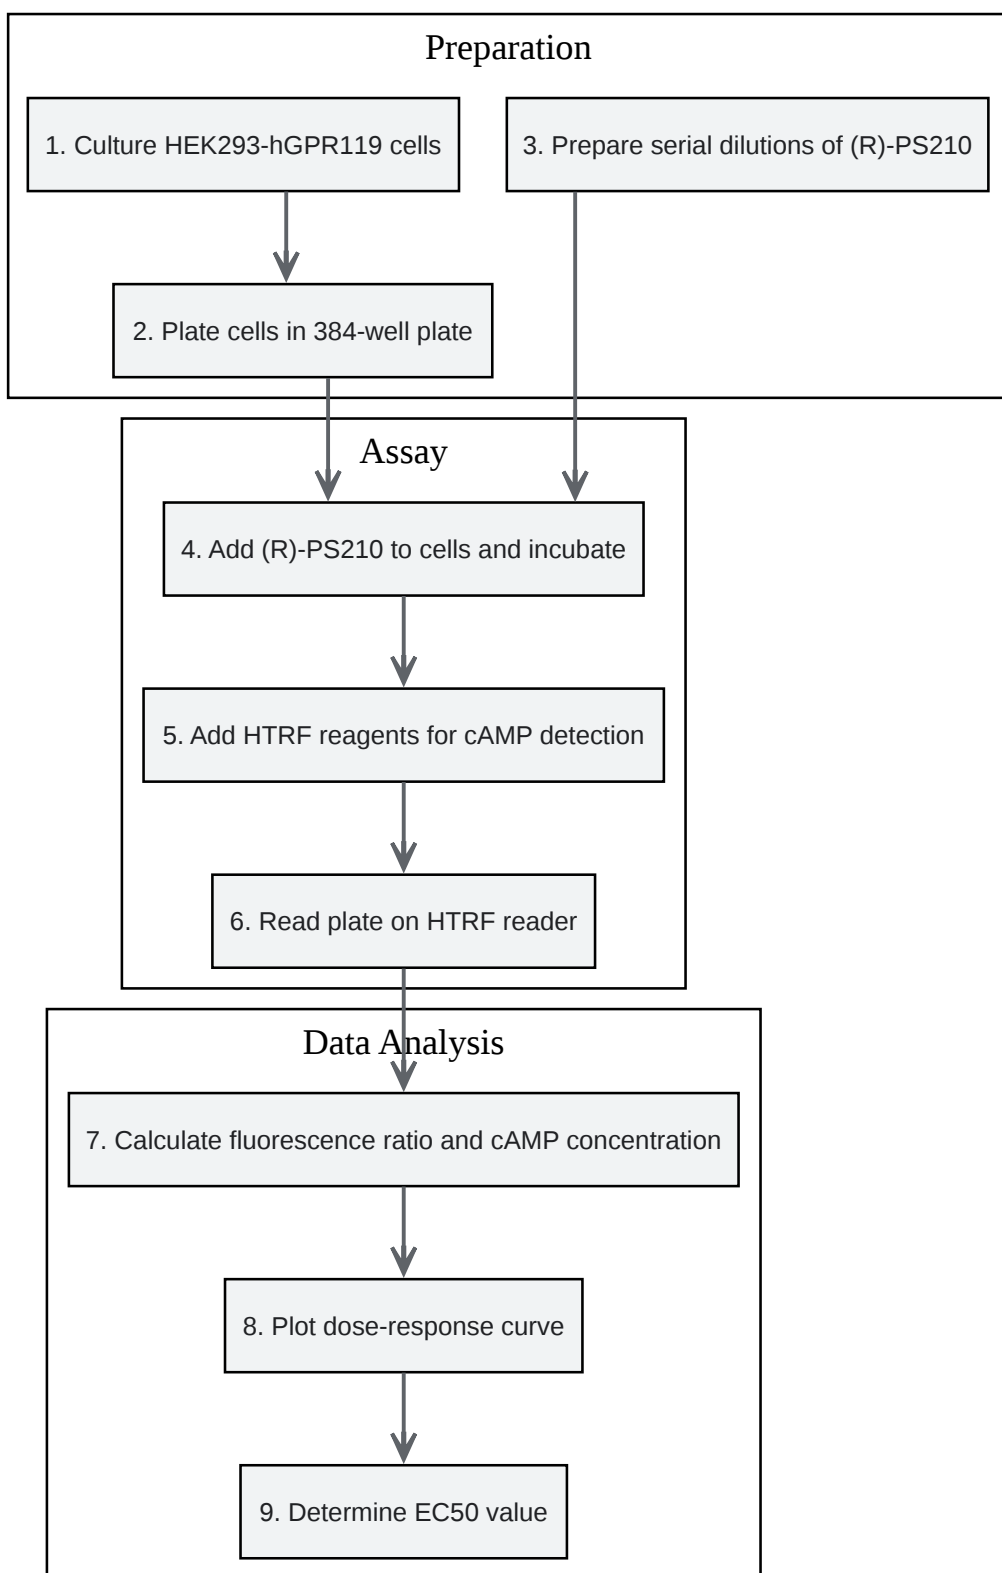 Preparation
1. Culture HEK293-hGPR119 cells
3. Prepare serial dilutions of (R)-PS210
2. Plate cells in 384-well plate
Assay
4. Add (R)-PS210 to cells and incubate
5. Add HTRF reagents for cAMP detection
6. Read plate on HTRF reader
Data Analysis
7. Calculate fluorescence ratio and cAMP concentration
8. Plot dose-response curve
9. Determine EC50 value